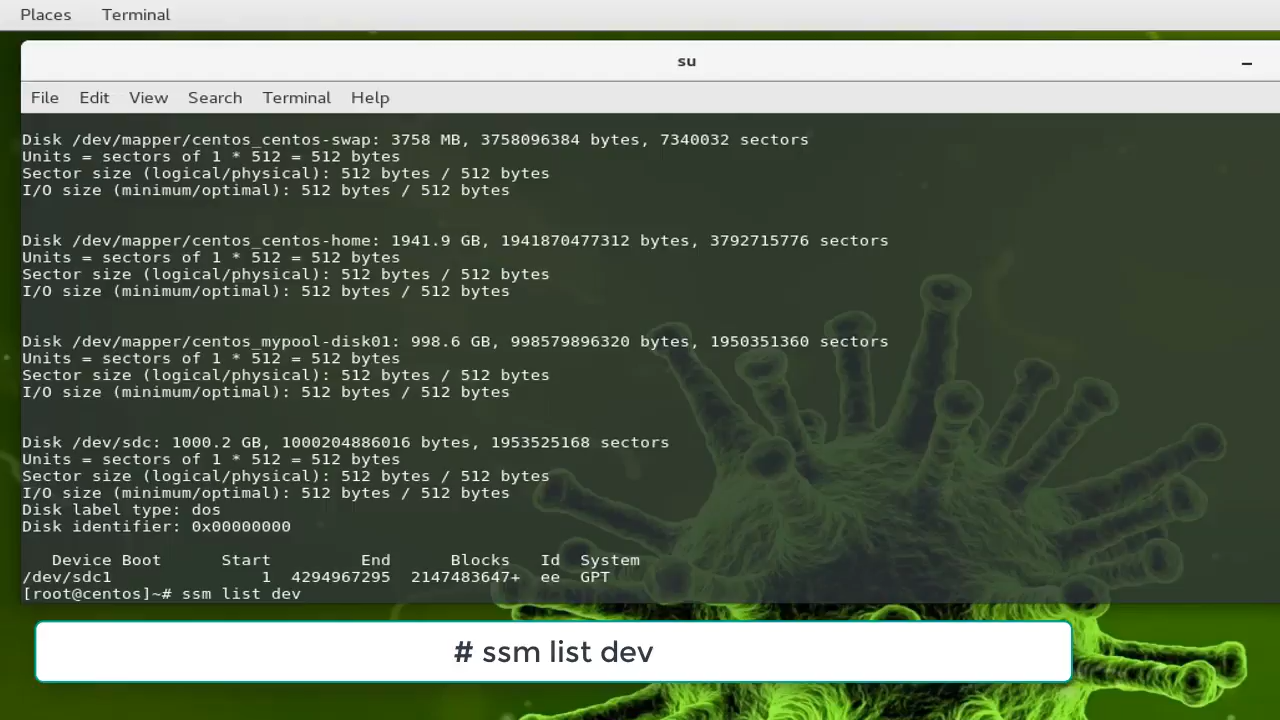 Places Terminal
su
File Edit View Search Terminal Help
Disk /dev/mapper/centos_centos-swap: 3758 MB, 3758096384 bytes, 7340032 sectors
Units = sectors of 1 * 512 = 512 bytes
Sector size (logical/physical): 512 bytes / 512 bytes
I/O size (minimum/optimal): 512 bytes / 512 bytes
Disk /dev/mapper/centos_centos-home: 1941.9 GB, 1941870477312 bytes, 3792715776 sectors
Units = sectors of 1 * 512 = 512 bytes
Sector size (logical/physical): 512 bytes / 512 bytes
I/O size (minimum/optimal): 512 bytes / 512 bytes
Disk /dev/mapper/centos_mypool-disk01: 998.6 GB, 998579896320 bytes, 1950351360 sectors
Units = sectors of 1 * 512 = 512 bytes
Sector size (logical/physical): 512 bytes / 512 bytes
I/O size (minimum/optimal): 512 bytes / 512 bytes
Disk /dev/sdc: 1000.2 GB, 1000204886016 bytes, 1953525168 sectors
Units = sectors of 1 * 512 = 512 bytes
Sector size (logical/physical): 512 bytes / 512 bytes
I/O size (minimum/optimal): 512 bytes / 512 bytes
Disk label type: dos
Disk identifier: 0x00000000
Device Boot Start End Blocks Id System
/dev/sdc1 1 4294967295 2147483647+ ee GPT
[root@centos]~# ssm list dev
# ssm list dev